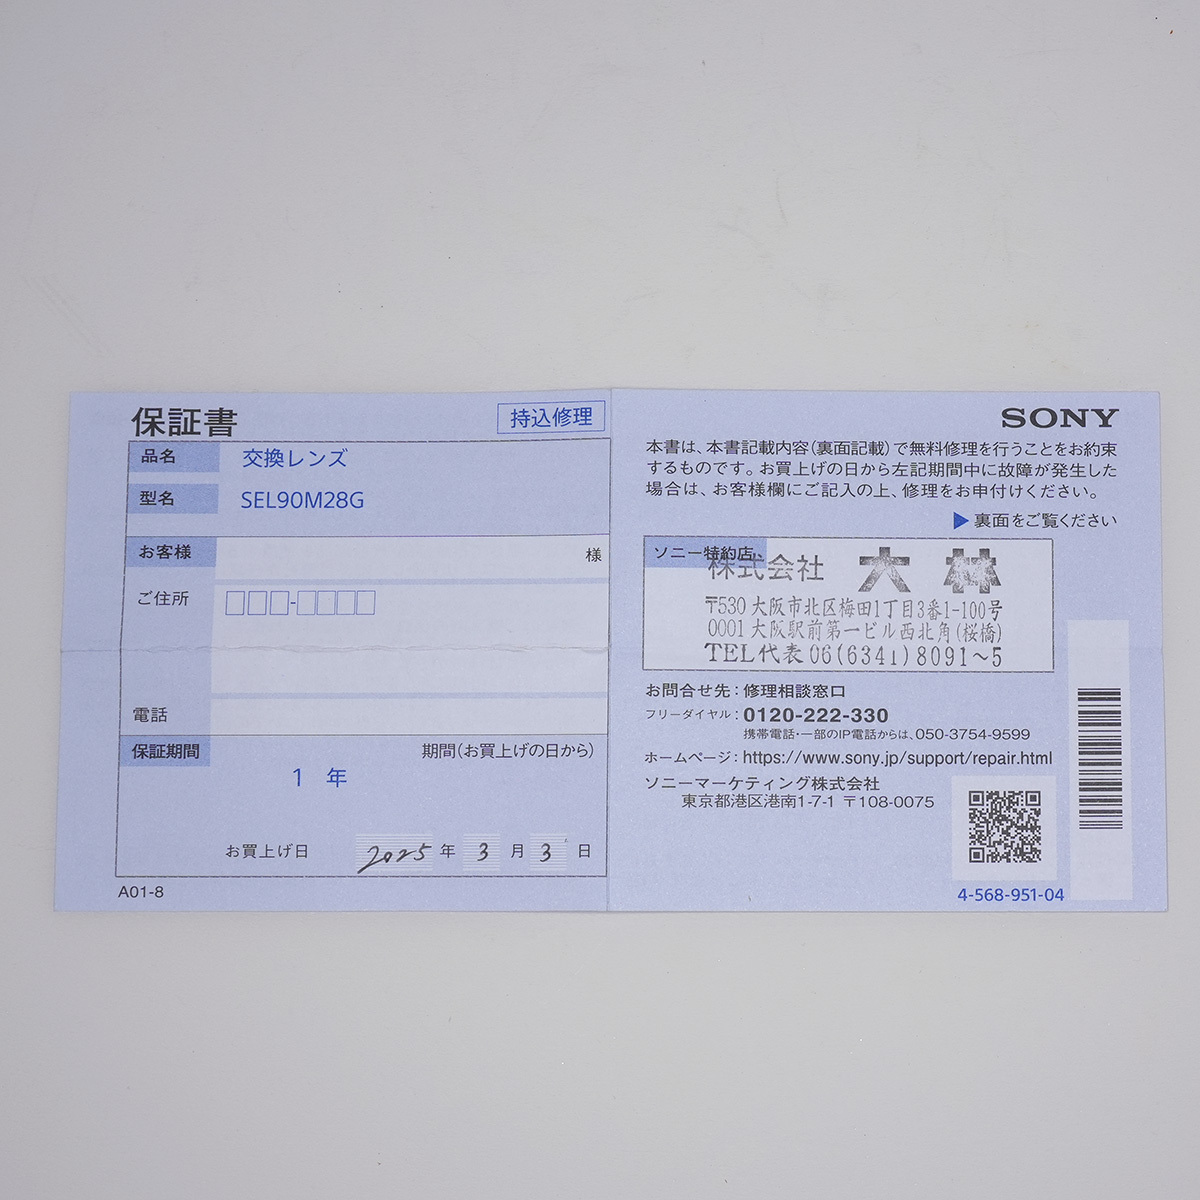 保証書
持込修理
品名 交換レンズ
型名 SEL90M28G
お客様 様
ご住所
電話
保証期間 期間(お買上げの日から)
1 年
お買上げ日 2025 年 3 月 3 日
A01-8
SONY
本書は、本書記載内容(裏面記載)で無料修理を行うことをお約束
するものです。お買上げの日から左記期間中に故障が発生した
場合は、お客様欄にご記入の上、修理をお申付けください。
▶裏面をご覧ください
ソニー特約店
株式会社 大林
〒530 大阪市北区梅田1丁目3番1-100号
0001 大阪駅前第一ビル西北角(桜橋)
TEL代表 06(6341)8091~5
お問合せ先:修理相談窓口
フリーダイヤル:0120-222-330
携帯電話・一部のIP電話からは、050-3754-9599
ホームページ:https://www.sony.jp/support/repair.html
ソニーマーケティング株式会社
東京都港区港南1-7-1 〒108-0075
4-568-951-04